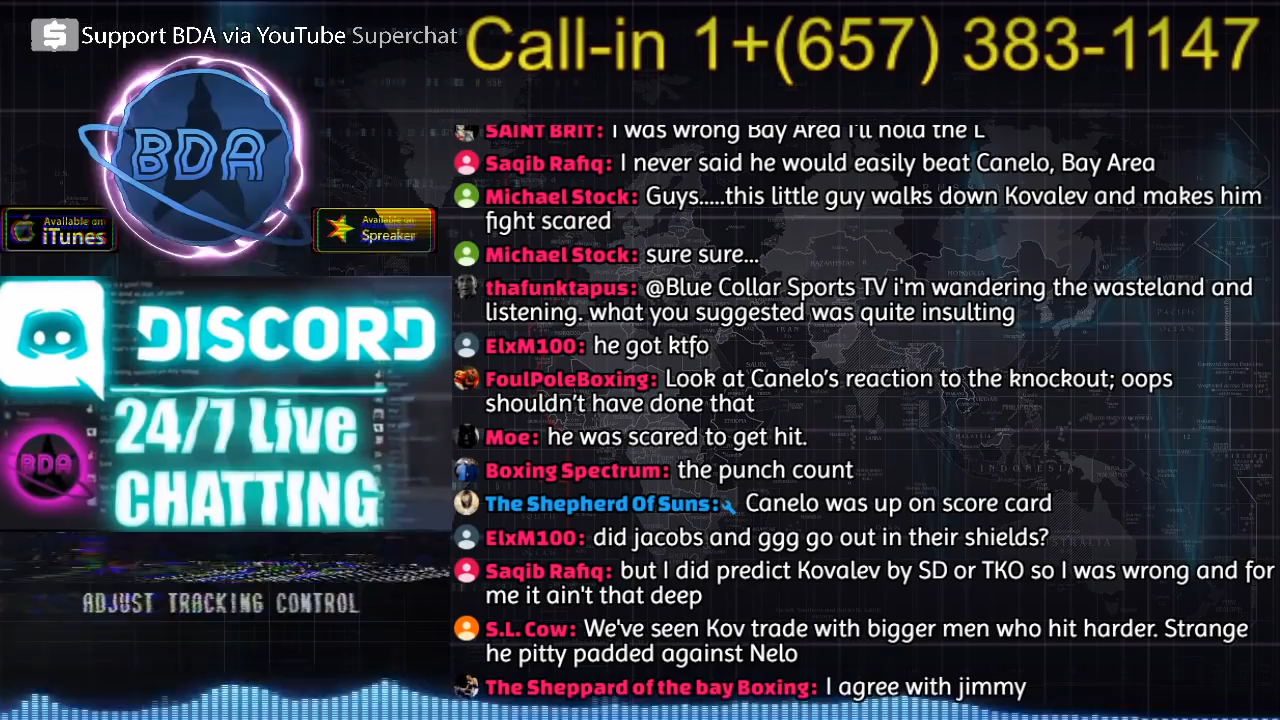 Support BDA via YouTube Superchat
Call-in 1+(657) 383-1147
BDA
Available on
iTunes
Available on
Spreaker
DISCORD
24/7 Live
CHATTING
BDA
ADJUST TRACKING CONTROL
SAINT BRIT: I was wrong Bay Area I'll hold the L
Saqib Rafiq: I never said he would easily beat Canelo, Bay Area
Michael Stock: Guys.....this little guy walks down Kovalev and makes him
fight scared
Michael Stock: sure sure...
thafunktapus: @Blue Collar Sports TV i'm wandering the wasteland and
listening. what you suggested was quite insulting
ElxM100: he got ktfo
FoulPoleBoxing: Look at Canelo’s reaction to the knockout; oops
shouldn’t have done that
Moe: he was scared to get hit.
Boxing Spectrum: the punch count
The Shepherd Of Suns: Canelo was up on score card
ElxM100: did jacobs and ggg go out in their shields?
Saqib Rafiq: but I did predict Kovalev by SD or TKO so I was wrong and for
me it ain't that deep
S.L. Cow: We've seen Kov trade with bigger men who hit harder. Strange
he pitty padded against Nelo
The Sheppard of the bay Boxing: I agree with jimmy